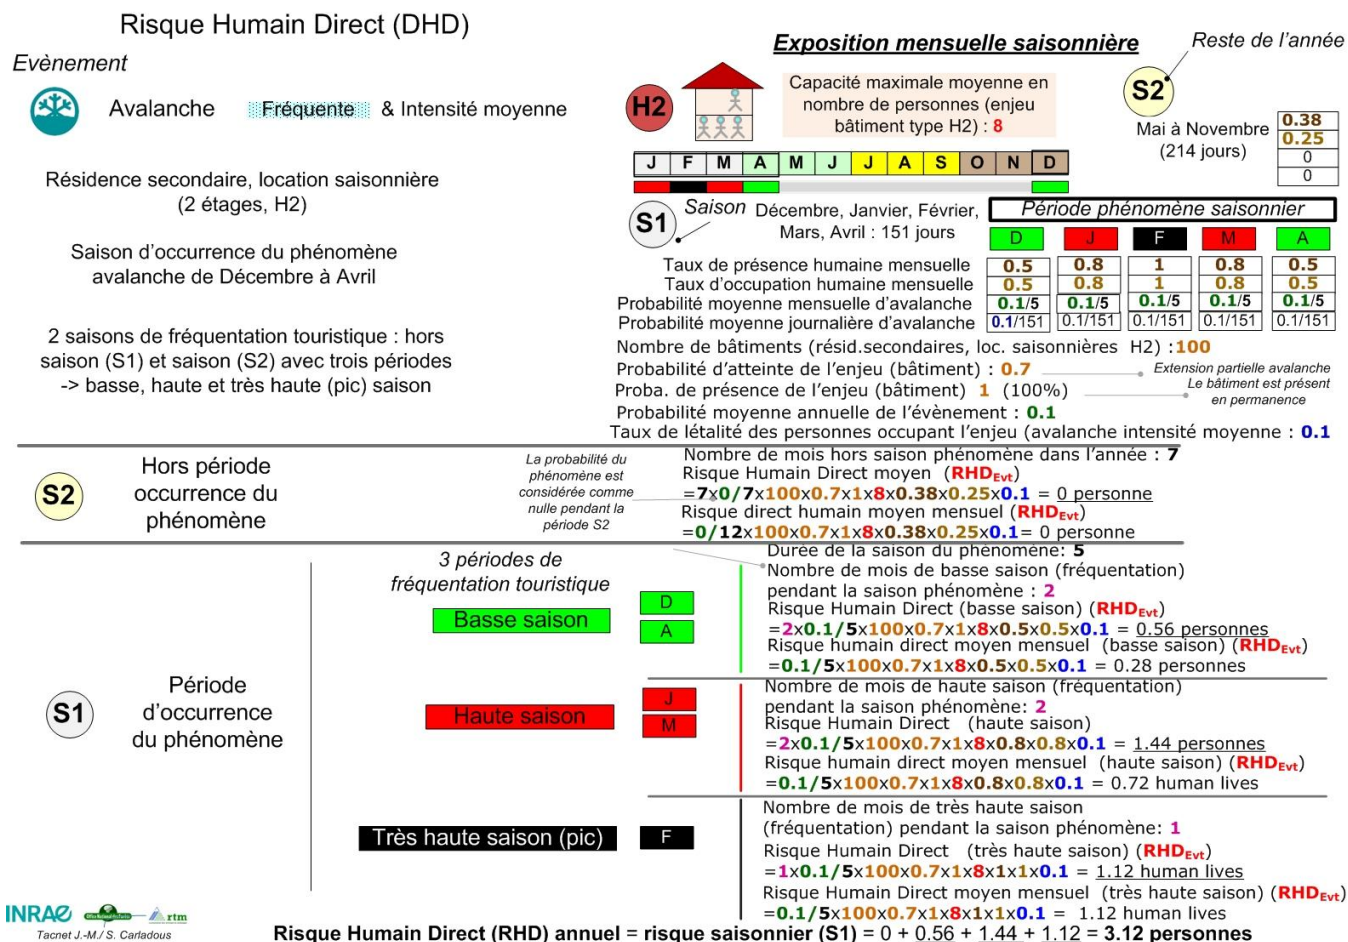 Risque Humain Direct (DHD)
Evènement
Avalanche Fréquente & Intensité moyenne
Résidence secondaire, location saisonnière
(2 étages, H2)
Saison d'occurrence du phénomène
avalanche de Décembre à Avril
2 saisons de fréquentation touristique : hors
saison (S1) et saison (S2) avec trois périodes
-> basse, haute et très haute (pic) saison
Exposition mensuelle saisonnière
Reste de l'année
H2
Capacité maximale moyenne en
nombre de personnes (enjeu
bâtiment type H2) : 8
S2
Mai à Novembre
(214 jours)
0.38
0.25
0
0
J F M A M J J A S O N D
S1
Saison
Décembre, Janvier, Février,
Mars, Avril : 151 jours
Période phénomène saisonnier
D J F M A
Taux de présence humaine mensuelle 0.5 0.8 1 0.8 0.5
Taux d'occupation humaine mensuelle 0.5 0.8 1 0.8 0.5
Probabilité moyenne mensuelle d'avalanche 0.1/5 0.1/5 0.1/5 0.1/5 0.1/5
Probabilité moyenne journalière d'avalanche 0.1/151 0.1/151 0.1/151 0.1/151 0.1/151
Nombre de bâtiments (résid.secondaires, loc. saisonnières H2) :100
Probabilité d'atteinte de l'enjeu (bâtiment) : 0.7
Extension partielle avalanche
Proba. de présence de l'enjeu (bâtiment) 1 (100%)
Le bâtiment est présent
en permanence
Probabilité moyenne annuelle de l'évènement : 0.1
Taux de létalité des personnes occupant l'enjeu (avalanche intensité moyenne : 0.1
S2
Hors période
occurrence du
phénomène
La probabilité du
phénomène est
considérée comme
nulle pendant la
période S2
Nombre de mois hors saison phénomène dans l'année : 7
Risque Humain Direct moyen (RHDEvt)
=7x0/7x100x0.7x1x8x0.38x0.25x0.1 = 0 personne
Risque direct humain moyen mensuel (RHDEvt)
=0/12x100x0.7x1x8x0.38x0.25x0.1= 0 personne
S1
Période
d'occurrence
du phénomène
3 périodes de
fréquentation touristique
Basse saison
D
A
Durée de la saison du phénomène: 5
Nombre de mois de basse saison (fréquentation)
pendant la saison phénomène : 2
Risque Humain Direct (basse saison) (RHDEvt)
=2x0.1/5x100x0.7x1x8x0.5x0.5x0.1 = 0.56 personnes
Risque humain direct moyen mensuel (basse saison) (RHDEvt)
=0.1/5x100x0.7x1x8x0.5x0.5x0.1 = 0.28 personnes
Haute saison
J
M
Nombre de mois de haute saison (fréquentation)
pendant la saison phénomène: 2
Risque Humain Direct (haute saison)
=2x0.1/5x100x0.7x1x8x0.8x0.8x0.1 = 1.44 personnes
Risque humain direct moyen mensuel (haute saison) (RHDEvt)
=0.1/5x100x0.7x1x8x0.8x0.8x0.1 = 0.72 human lives
Très haute saison (pic)
F
Nombre de mois de très haute saison
(fréquentation) pendant la saison phénomène: 1
Risque Humain Direct (très haute saison) (RHDEvt)
=1x0.1/5x100x0.7x1x8x1x1x0.1 = 1.12 human lives
Risque Humain Direct moyen mensuel (très haute saison) (RHDEvt)
=0.1/5x100x0.7x1x8x1x1x0.1 = 1.12 human lives
INRAE
rtm
Tacnet J.-M./ S. Carladous
Risque Humain Direct (RHD) annuel = risque saisonnier (S1) = 0 + 0.56 + 1.44 + 1.12 = 3.12 personnes